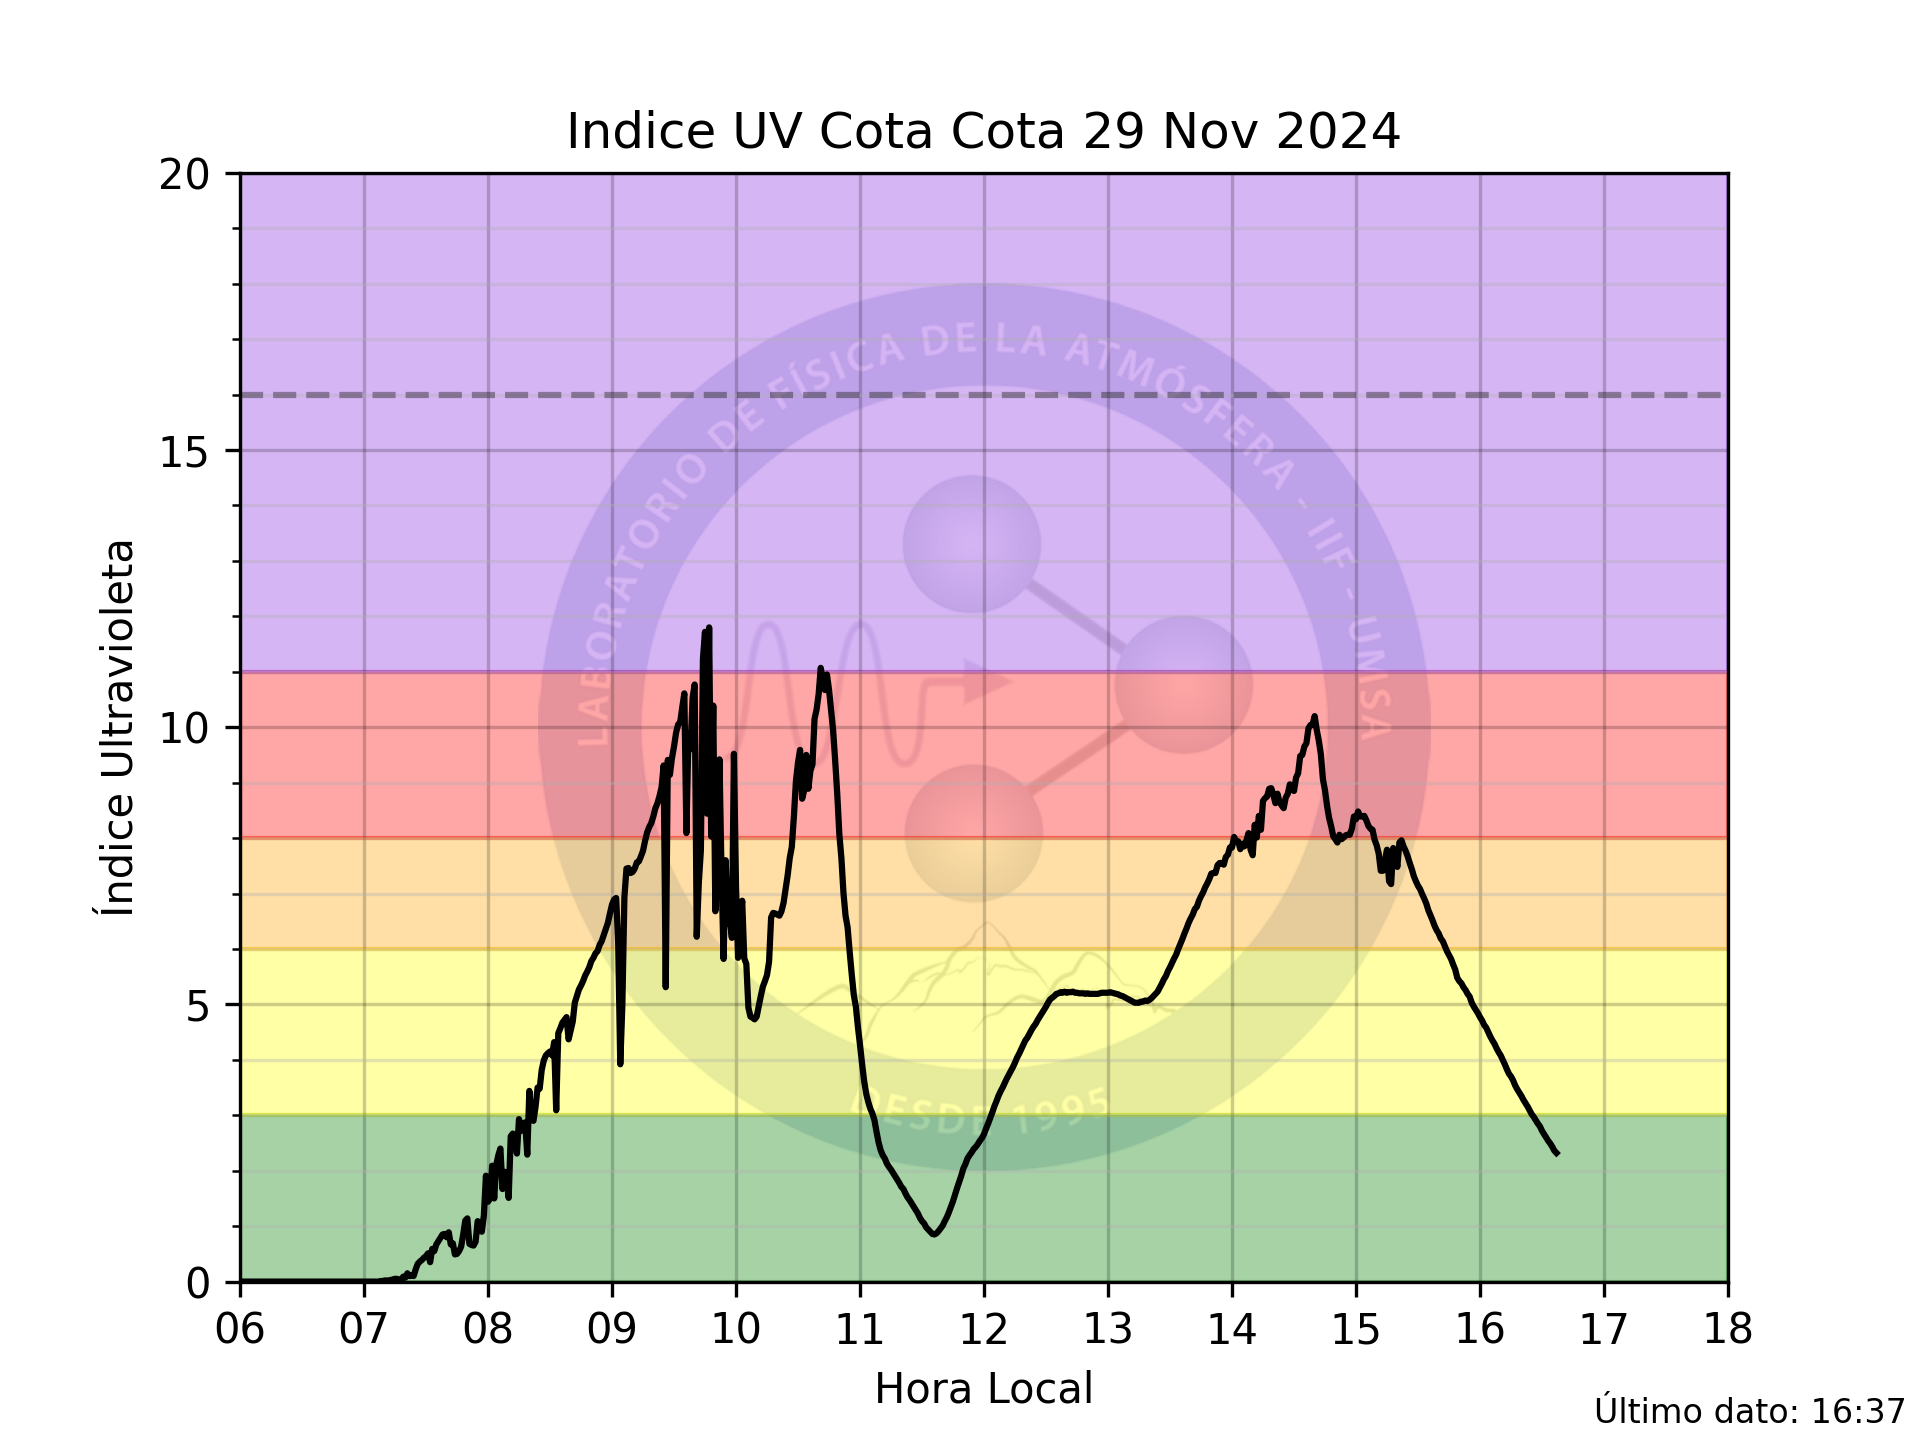 Indice UV Cota Cota 29 Nov 2024
20
15
10
5
0
Índice Ultravioleta
LABORATORIO DE FÍSICA DE LA ATMÓSFERA - IIF - UMSA
DESDE 1995
06 07 08 09 10 11 12 13 14 15 16 17 18
Hora Local
Último dato: 16:37